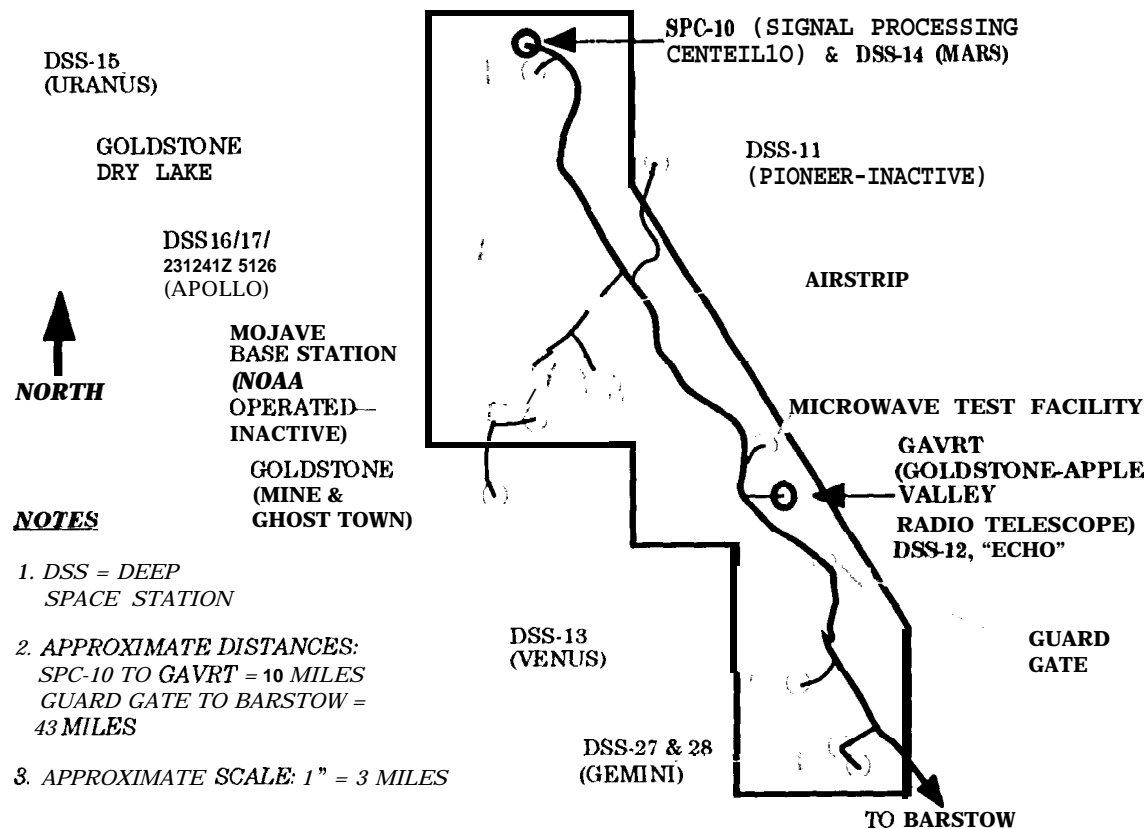 SPC-10 (SIGNAL PROCESSING
CENTEIL10) & DSS-14 (MARS)
DSS-15
(URANUS)
GOLDSTONE
DRY LAKE
DSS-11
(PIONEER-INACTIVE)
DSS16/17/
231241Z 5126
(APOLLO)
AIRSTRIP
MOJAVE
BASE STATION
(NOAA
OPERATED—
INACTIVE)
NORTH
MICROWAVE TEST FACILITY
GAVRT
(GOLDSTONE-APPLE
VALLEY
RADIO TELESCOPE)
DSS-12, “ECHO”
GOLDSTONE
(MINE &
GHOST TOWN)
NOTES
1. DSS = DEEP
SPACE STATION
2. APPROXIMATE DISTANCES:
SPC-10 TO GAVRT = 10 MILES
GUARD GATE TO BARSTOW =
43 MILES
3. APPROXIMATE SCALE: 1” = 3 MILES
DSS-13
(VENUS)
GUARD
GATE
DSS-27 & 28
(GEMINI)
TO BARSTOW